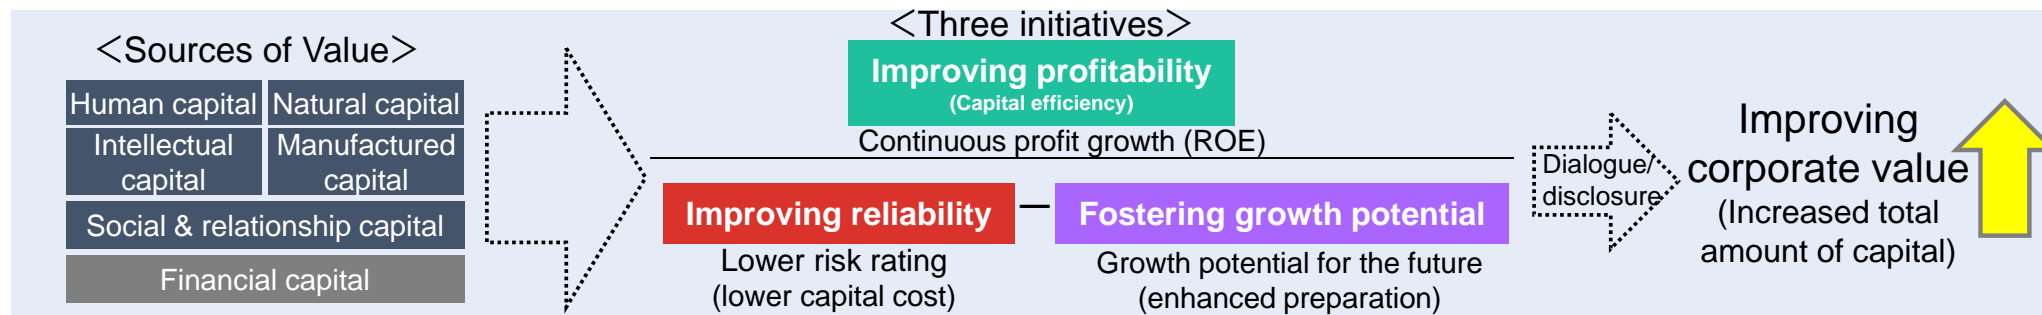 ＜Sources of Value＞
Human capital
Natural capital
Intellectual
capital
Manufactured
capital
Social & relationship capital
Financial capital
＜Three initiatives＞
Improving profitability
(Capital efficiency)
Continuous profit growth (ROE)
Improving reliability
—
Fostering growth potential
Lower risk rating
(lower capital cost)
Growth potential for the future
(enhanced preparation)
Dialogue/
disclosure
Improving
corporate value
(Increased total
amount of capital)